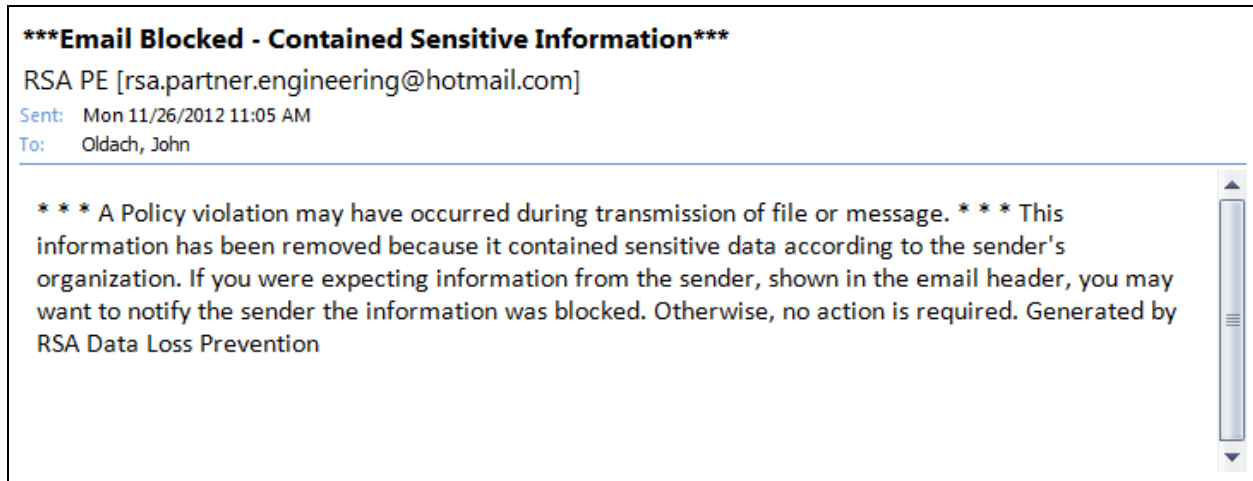 ***Email Blocked - Contained Sensitive Information***
RSA PE [rsa.partner.engineering@hotmail.com]
Sent: Mon 11/26/2012 11:05 AM
To: Oldach, John
* * * A Policy violation may have occurred during transmission of file or message. * * * This
information has been removed because it contained sensitive data according to the sender's
organization. If you were expecting information from the sender, shown in the email header, you may
want to notify the sender the information was blocked. Otherwise, no action is required. Generated by
RSA Data Loss Prevention